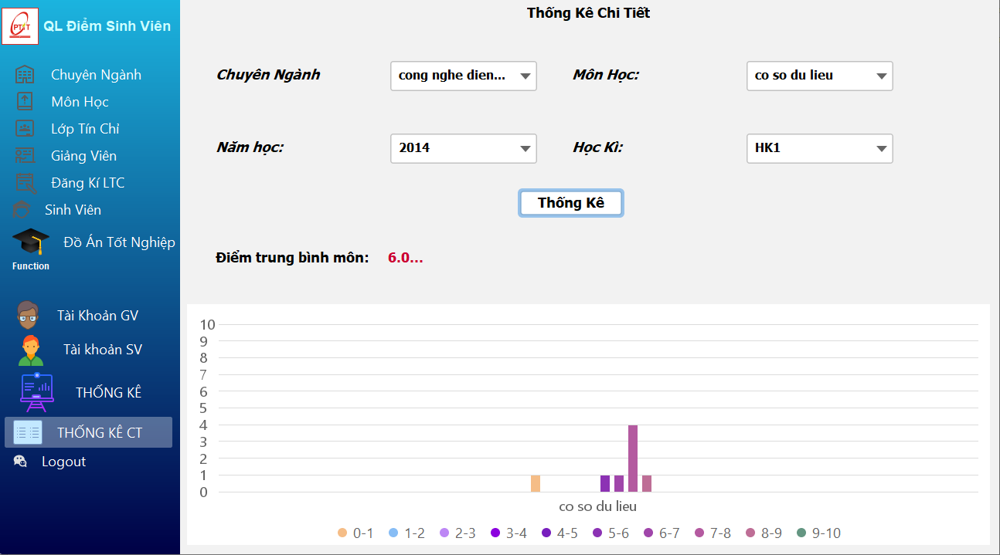 PTIT
QL Điểm Sinh Viên
Chuyên Ngành
Môn Học
Lớp Tín Chỉ
Giảng Viên
Đăng Kí LTC
Sinh Viên
Đồ Án Tốt Nghiệp
Function
Tài Khoản GV
Tài khoản SV
THỐNG KÊ
THỐNG KÊ CT
Logout
Thống Kê Chi Tiết
Chuyên Ngành cong nghe dien... Môn Học: co so du lieu
Năm học: 2014 Học Kì: HK1
Thống Kê
Điểm trung bình môn: 6.0...
10
9
8
7
6
5
4
3
2
1
0
co so du lieu
0-1 1-2 2-3 3-4 4-5 5-6 6-7 7-8 8-9 9-10